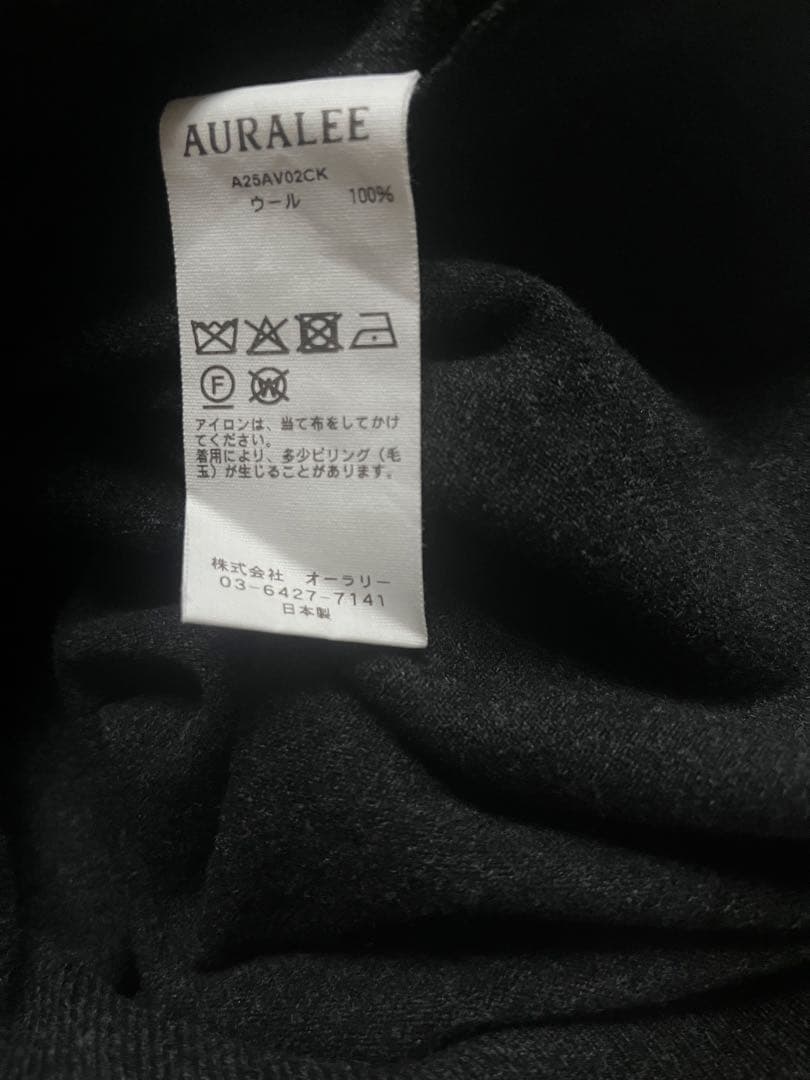 AURALEE
A25AV02CK
ウール 100%
F
W
アイロンは、当て布をしてかけ
てください。
着用により、多少ピリング（毛
玉）が生じることがあります。
株式会社 オーラリー
03-6427-7141
日本製